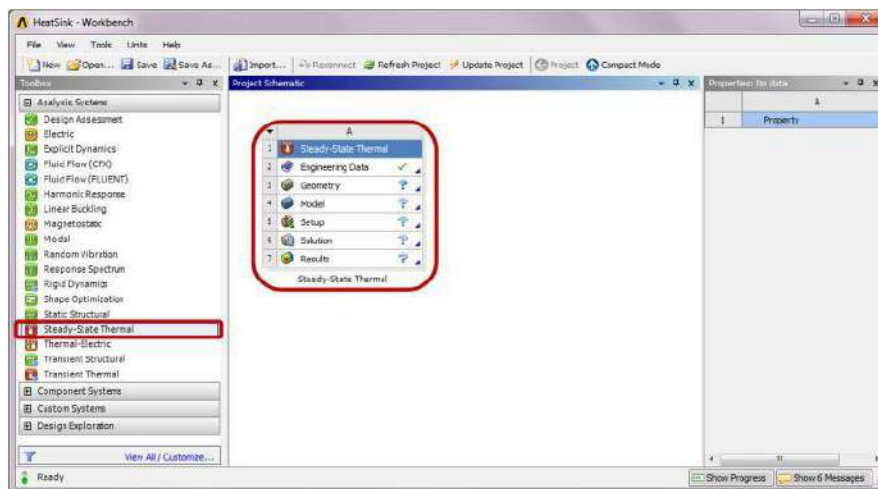 HeatSink - Workbench
File View Tools Units Help
New Open... Save Save As... Import... Reconnect Refresh Project Update Project Project Compact Mode
Toolbox
Project Schematic
Properties: No data
Analysis Systems
Design Assessment
Electric
Explicit Dynamics
Fluid Flow (CFX)
Fluid Flow (FLUENT)
Harmonic Response
Linear Buckling
Magnetostatic
Modal
Random Vibration
Response Spectrum
Rigid Dynamics
Shape Optimization
Static Structural
Steady-State Thermal
Thermal-Electric
Transient Structural
Transient Thermal
Component Systems
Custom Systems
Design Exploration
View All / Customize...
A
1 Steady-State Thermal
2 Engineering Data
3 Geometry ?
4 Model ?
5 Setup ?
6 Solution ?
7 Results ?
Steady-State Thermal
A
1 Property
Ready
Show Progress Show 6 Messages